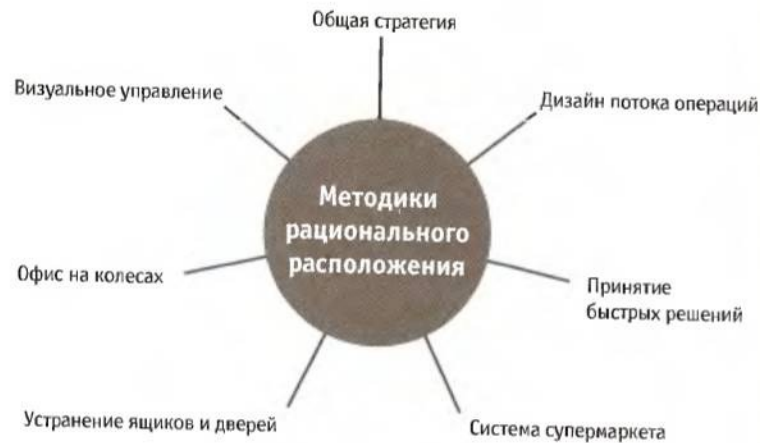 Общая стратегия
Визуальное управление
Дизайн потока операций
Методики
рационального
расположения
Офис на колесах
Принятие
быстрых решений
Устранение ящиков и дверей
Система супермаркета